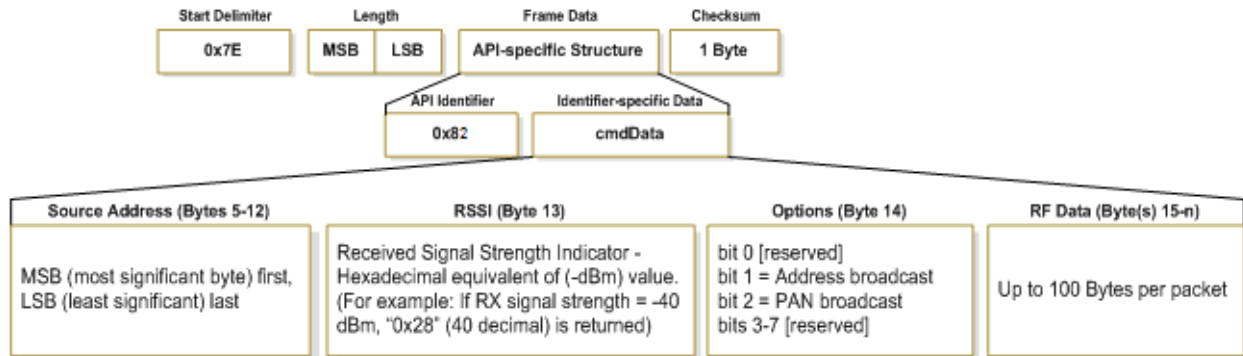 Start Delimiter
Length
Frame Data
Checksum
0x7E
MSB
LSB
API-specific Structure
1 Byte
API Identifier
Identifier-specific Data
0x82
cmdData
Source Address (Bytes 5-12)
MSB (most significant byte) first,
LSB (least significant) last
RSSI (Byte 13)
Received Signal Strength Indicator -
Hexadecimal equivalent of (-dBm) value.
(For example: If RX signal strength = -40
dBm, “0x28” (40 decimal) is returned)
Options (Byte 14)
bit 0 [reserved]
bit 1 = Address broadcast
bit 2 = PAN broadcast
bits 3-7 [reserved]
RF Data (Byte(s) 15-n)
Up to 100 Bytes per packet